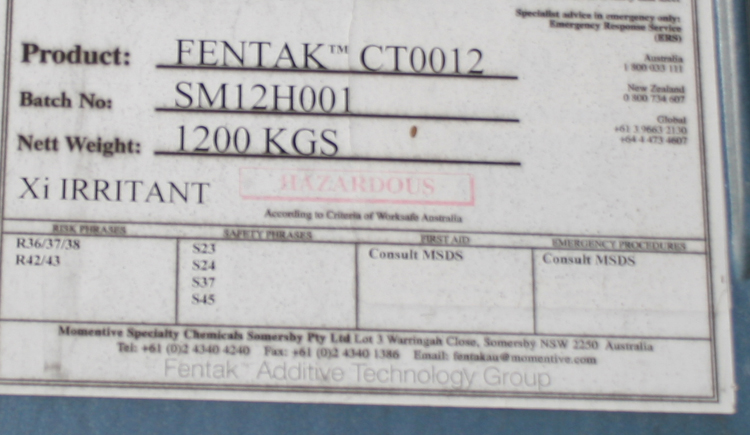 Specialist advice in emergency only:
Emergency Response Service
(ERS)
Product: FENTAK™ CT0012
Australia
1 800 033 111
Batch No: SM12H001
New Zealand
0 800 734 607
Nett Weight: 1200 KGS
Global
+61 3 9663 2130
+64 4 473 4607
Xi IRRITANT
HAZARDOUS
According to Criteria of Worksafe Australia
RISK PHRASES SAFETY PHRASES FIRST AID EMERGENCY PROCEDURES
R36/37/38 S23 Consult MSDS Consult MSDS
R42/43 S24
S37
S45
Momentive Specialty Chemicals Somersby Pty Ltd Lot 3 Warringah Close, Somersby NSW 2250 Australia
Tel: +61 (0)2 4340 4240 Fax: +61 (0)2 4340 1386 Email: fentakau@momentive.com
Fentak™ Additive Technology Group